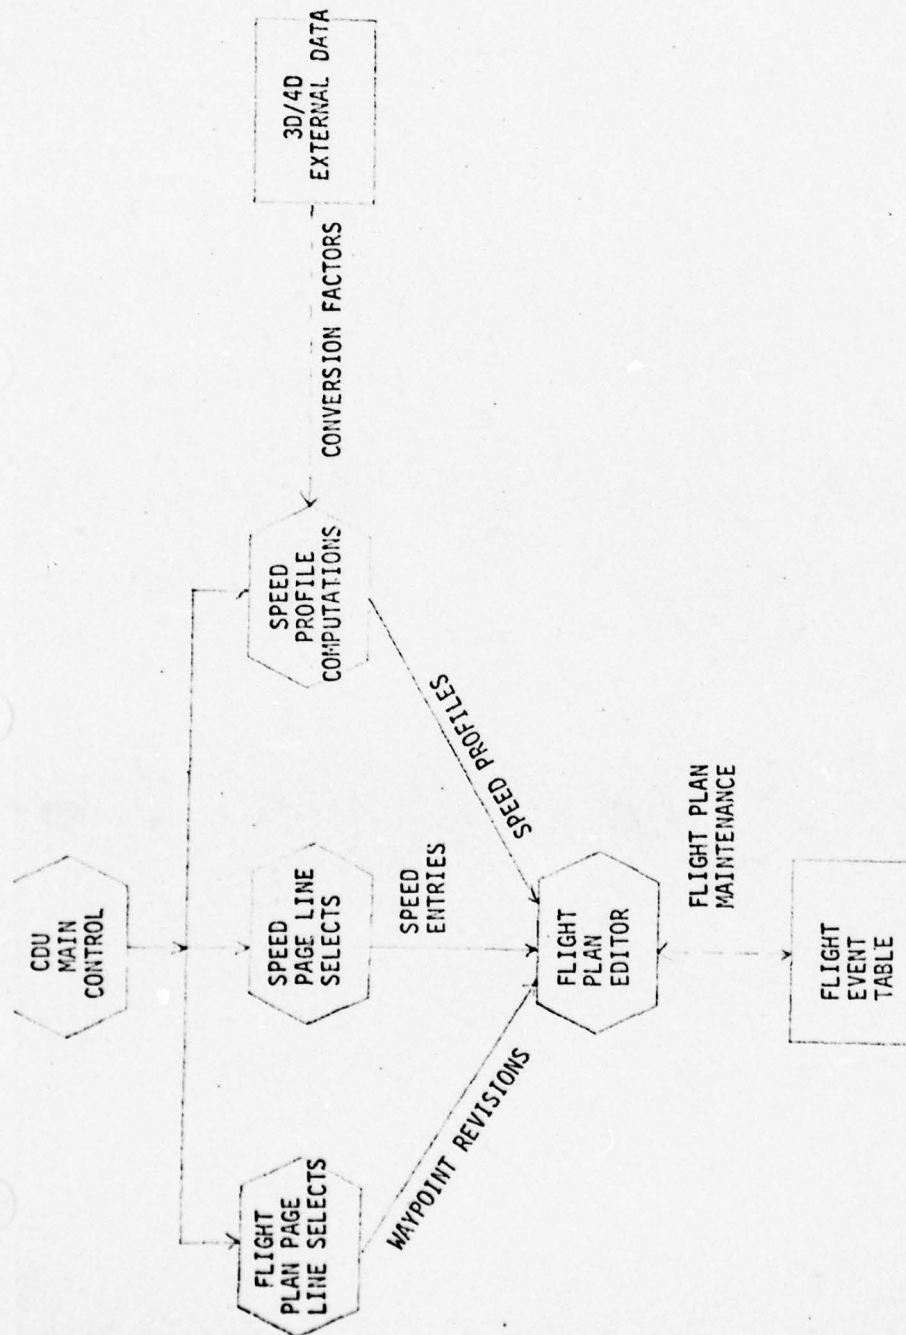 CDU
MAIN
CONTROL
FLIGHT
PLAN PAGE
LINE SELECTS
SPEED
PAGE LINE
SELECTS
SPEED
PROFILE
COMPUTATIONS
CONVERSION FACTORS
3D/4D
EXTERNAL DATA
WAYPOINT REVISIONS
SPEED
ENTRIES
SPEED PROFILES
FLIGHT
PLAN
EDITOR
FLIGHT PLAN
MAINTENANCE
FLIGHT
EVENT
TABLE